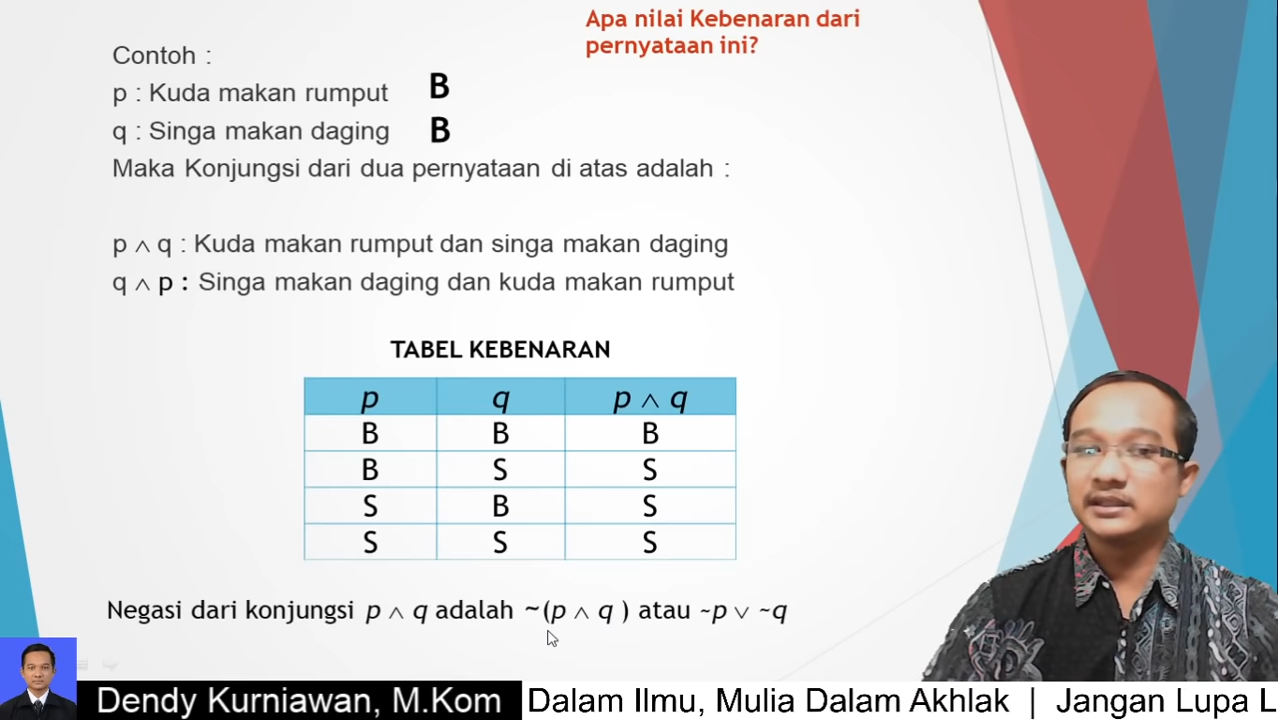 Apa nilai Kebenaran dari
pernyataan ini?
Contoh :
p : Kuda makan rumput B
q : Singa makan daging B
Maka Konjungsi dari dua pernyataan di atas adalah :
p ∧ q : Kuda makan rumput dan singa makan daging
q ∧ p : Singa makan daging dan kuda makan rumput
TABEL KEBENARAN
p q p ∧ q
B B B
B S S
S B S
S S S
Negasi dari konjungsi p ∧ q adalah ~(p ∧ q ) atau ~p ∨ ~q
Dendy Kurniawan, M.Kom Dalam Ilmu, Mulia Dalam Akhlak | Jangan Lupa L